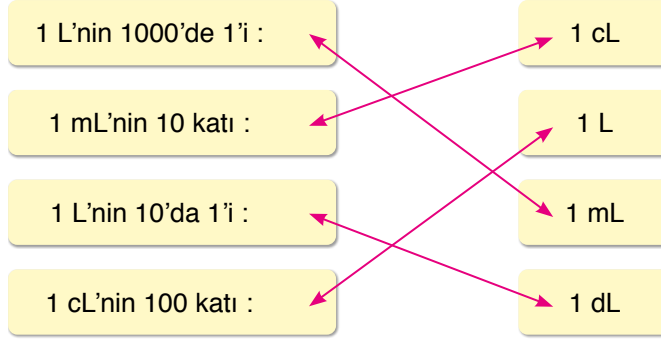 1 L’nin 1000’de 1’i : 1 cL
1 mL’nin 10 katı : 1 L
1 L’nin 10’da 1’i : 1 mL
1 cL’nin 100 katı : 1 dL